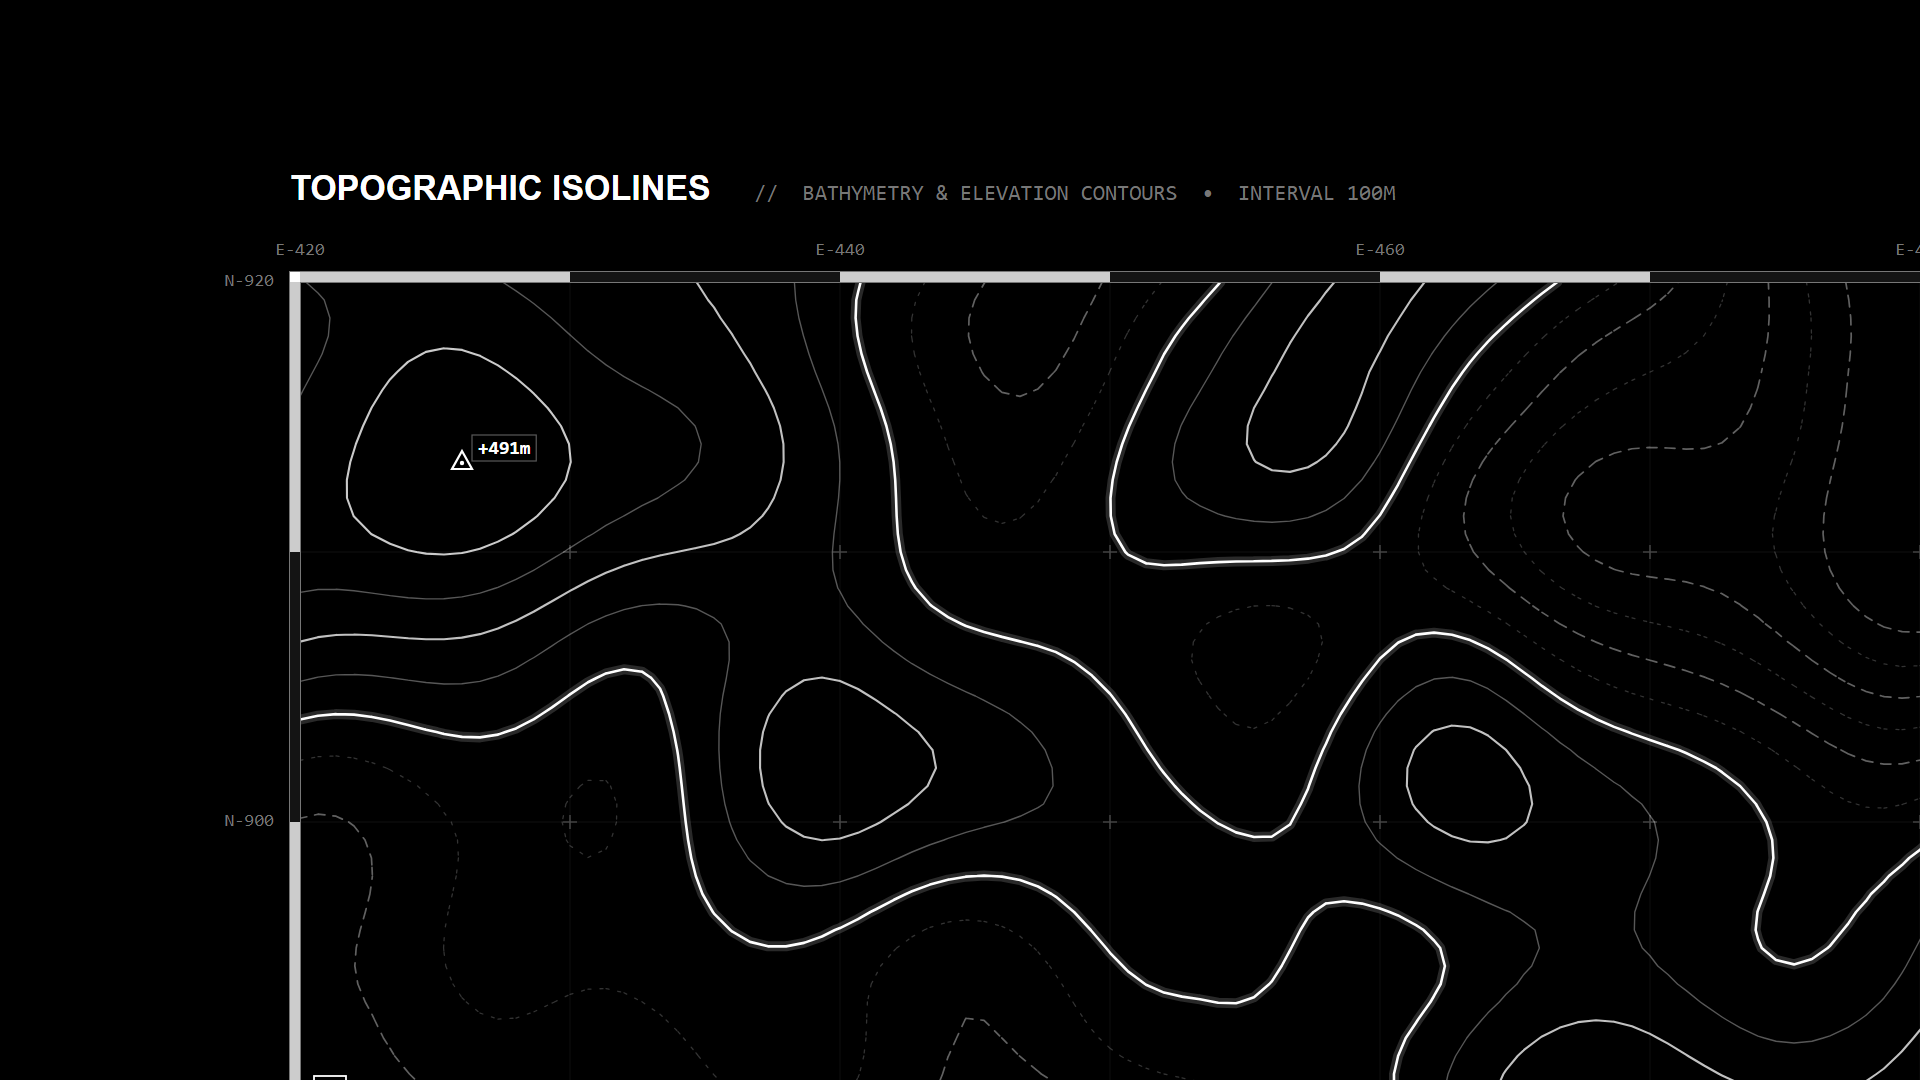 TOPOGRAPHIC ISOLINES // BATHYMETRY & ELEVATION CONTOURS • INTERVAL 100M
E-420 E-440 E-460
N-920
+491m
N-900